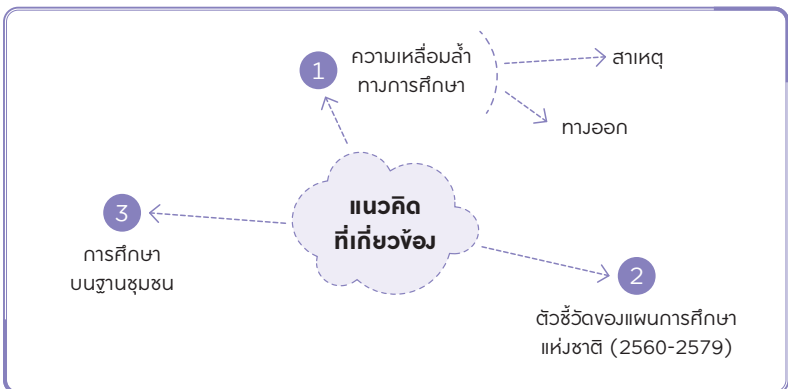 แนวคิด
ที่เกี่ยวข้อง
1
ความเหลื่อมล้ำ
ทางการศึกษา
สาเหตุ
ทางออก
2
ตัวชี้วัดของแผนการศึกษา
แห่งชาติ (2560-2579)
3
การศึกษา
บนฐานชุมชน